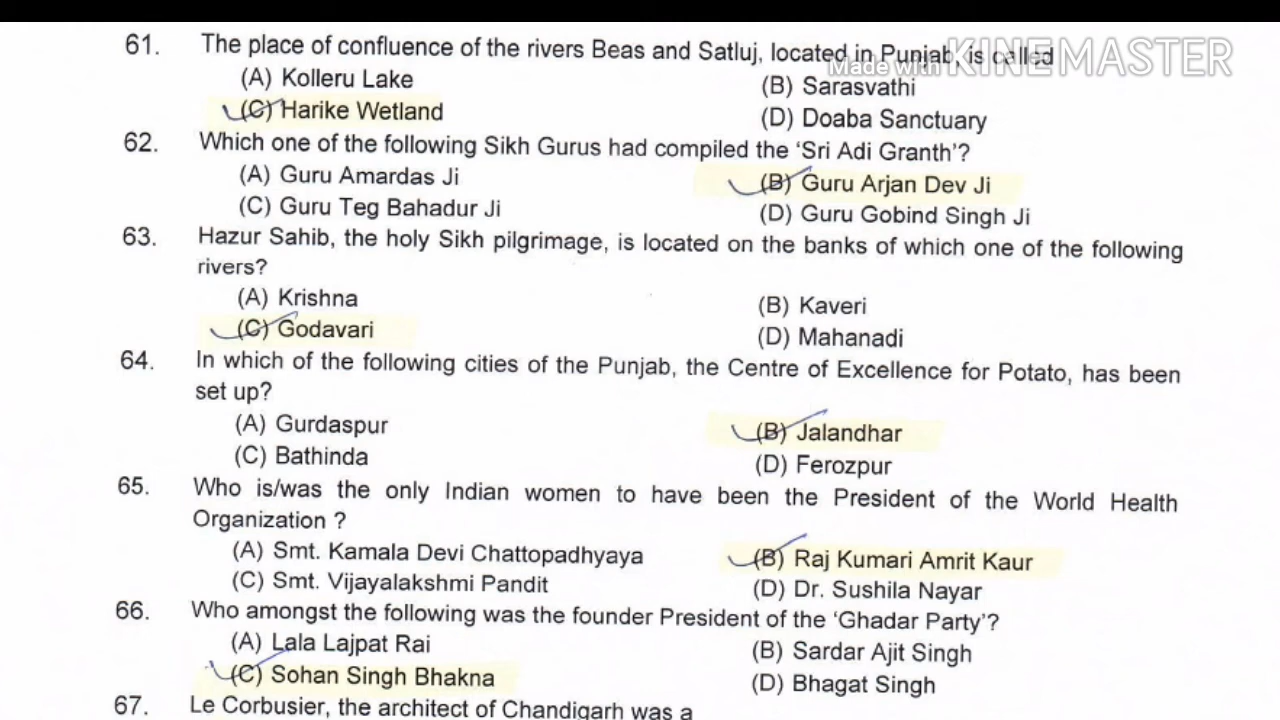 61. The place of confluence of the rivers Beas and Satluj, located in Punjab, is called
Made with KINEMASTER
(A) Kolleru Lake (B) Sarasvathi
(C) Harike Wetland (D) Doaba Sanctuary
62. Which one of the following Sikh Gurus had compiled the ‘Sri Adi Granth’?
(A) Guru Amardas Ji (B) Guru Arjan Dev Ji
(C) Guru Teg Bahadur Ji (D) Guru Gobind Singh Ji
63. Hazur Sahib, the holy Sikh pilgrimage, is located on the banks of which one of the following
rivers?
(A) Krishna (B) Kaveri
(C) Godavari (D) Mahanadi
64. In which of the following cities of the Punjab, the Centre of Excellence for Potato, has been
set up?
(A) Gurdaspur (B) Jalandhar
(C) Bathinda (D) Ferozpur
65. Who is/was the only Indian women to have been the President of the World Health
Organization ?
(A) Smt. Kamala Devi Chattopadhyaya (B) Raj Kumari Amrit Kaur
(C) Smt. Vijayalakshmi Pandit (D) Dr. Sushila Nayar
66. Who amongst the following was the founder President of the ‘Ghadar Party’?
(A) Lala Lajpat Rai (B) Sardar Ajit Singh
(C) Sohan Singh Bhakna (D) Bhagat Singh
67. Le Corbusier, the architect of Chandigarh was a